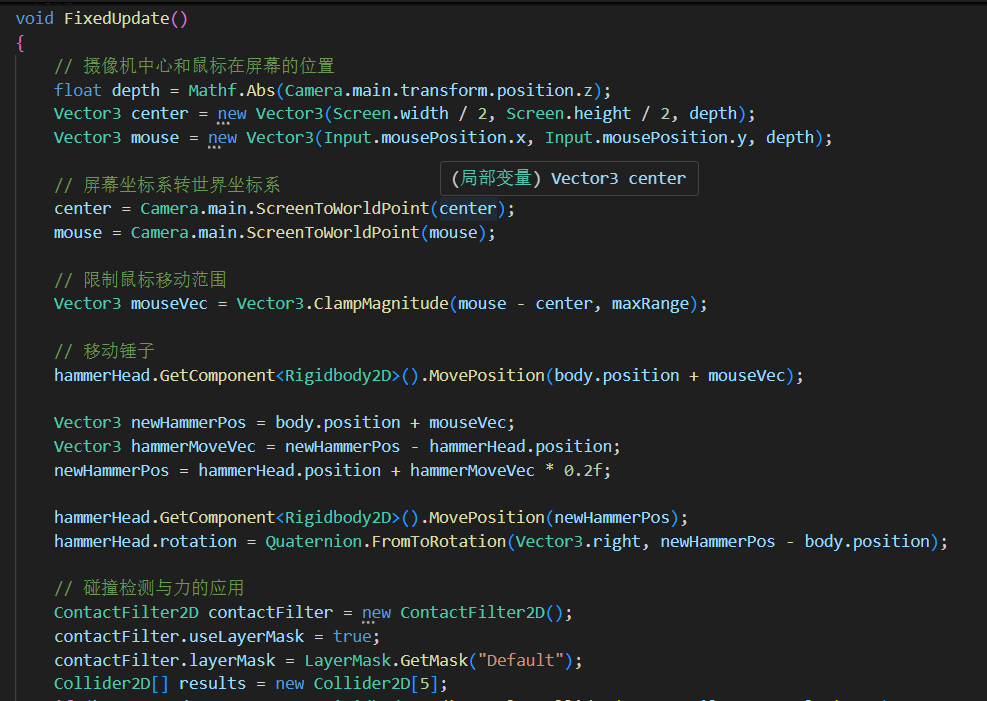 void FixedUpdate()
{
// 摄像机中心和鼠标在屏幕的位置
float depth = Mathf.Abs(Camera.main.transform.position.z);
Vector3 center = new Vector3(Screen.width / 2, Screen.height / 2, depth);
Vector3 mouse = new Vector3(Input.mousePosition.x, Input.mousePosition.y, depth);
(局部变量) Vector3 center
// 屏幕坐标系转世界坐标系
center = Camera.main.ScreenToWorldPoint(center);
mouse = Camera.main.ScreenToWorldPoint(mouse);
// 限制鼠标移动范围
Vector3 mouseVec = Vector3.ClampMagnitude(mouse - center, maxRange);
// 移动锤子
hammerHead.GetComponent<Rigidbody2D>().MovePosition(body.position + mouseVec);
Vector3 newHammerPos = body.position + mouseVec;
Vector3 hammerMoveVec = newHammerPos - hammerHead.position;
newHammerPos = hammerHead.position + hammerMoveVec * 0.2f;
hammerHead.GetComponent<Rigidbody2D>().MovePosition(newHammerPos);
hammerHead.rotation = Quaternion.FromToRotation(Vector3.right, newHammerPos - body.position);
// 碰撞检测与力的应用
ContactFilter2D contactFilter = new ContactFilter2D();
contactFilter.useLayerMask = true;
contactFilter.layerMask = LayerMask.GetMask("Default");
Collider2D[] results = new Collider2D[5];